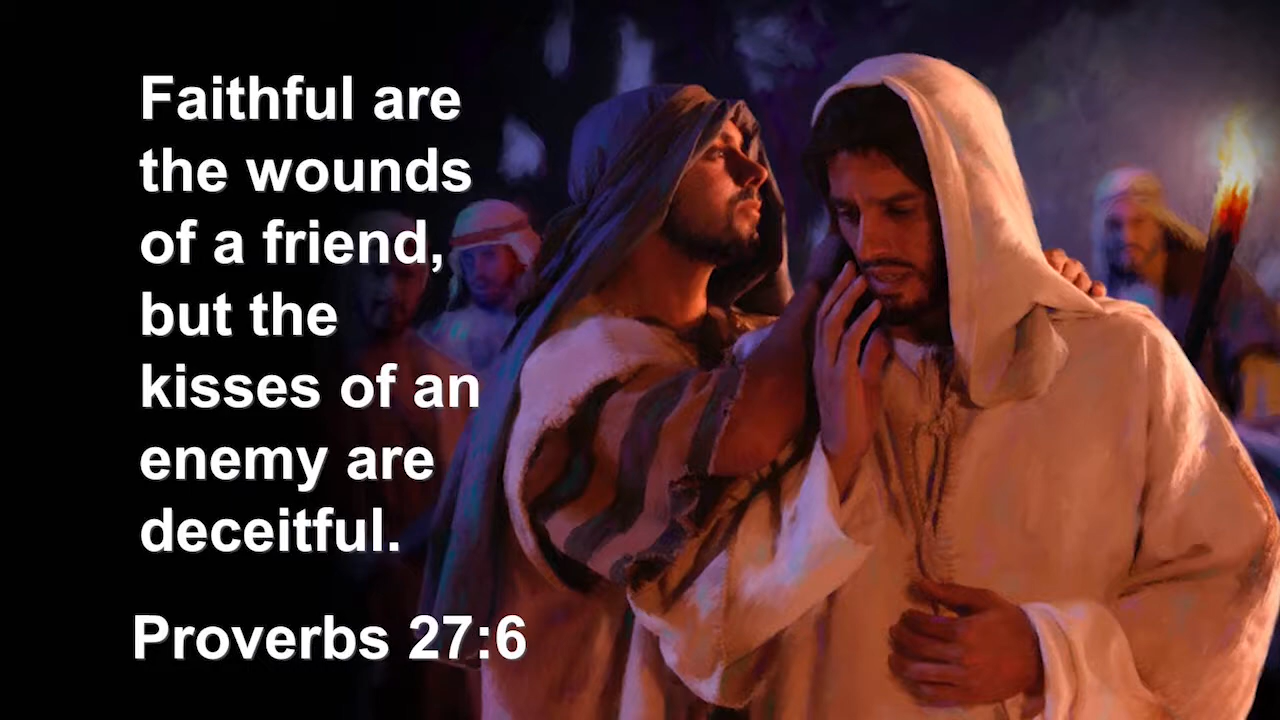 Faithful are
the wounds
of a friend,
but the
kisses of an
enemy are
deceitful.
Proverbs 27:6